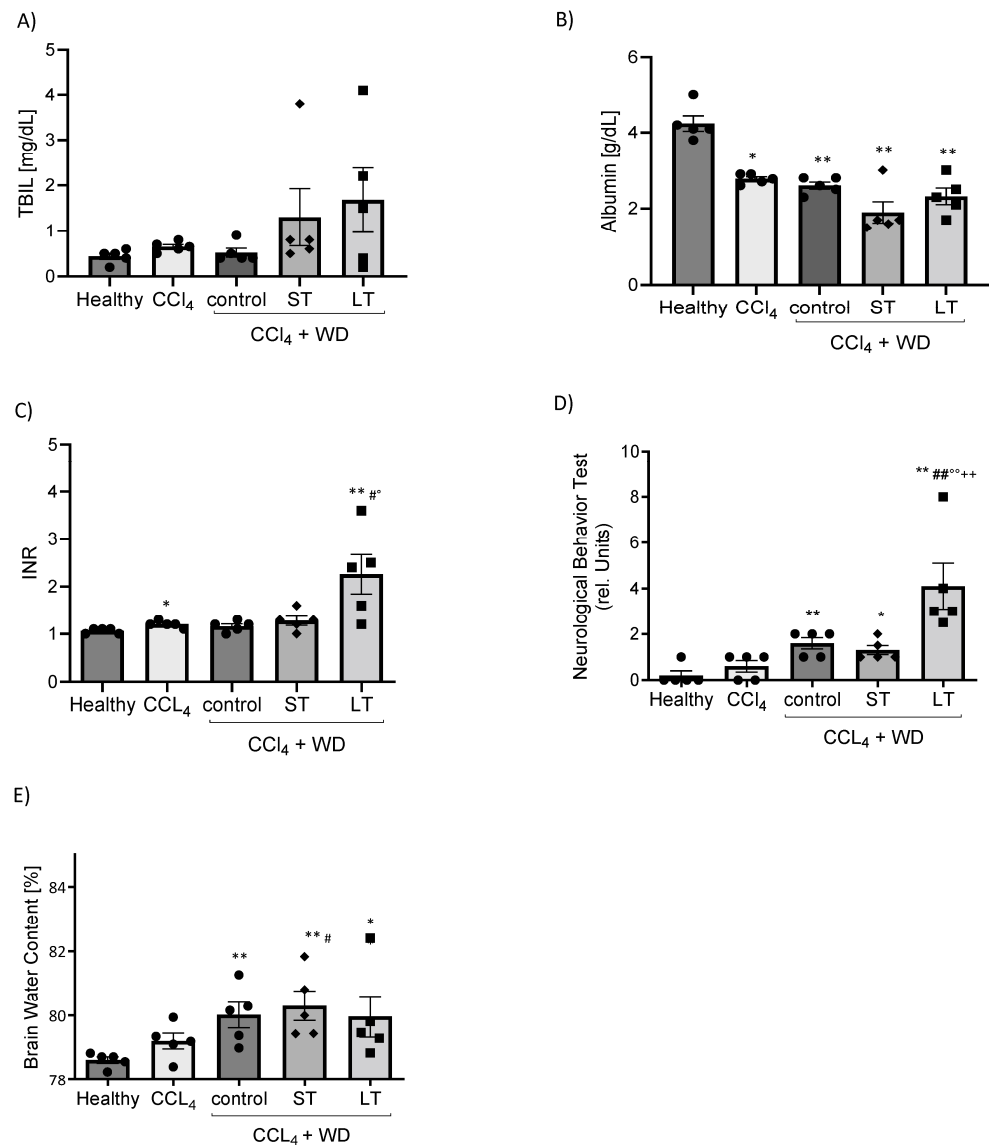 A)
TBIL [mg/dL]
5
4
3
2
1
0
Healthy CCl₄ control ST LT
CCl₄ + WD
B)
Albumin [g/dL]
6
4
2
0
* ** ** **
Healthy CCl₄ control ST LT
CCl₄ + WD
C)
INR
5
4
3
2
1
0
* ** #°
Healthy CCL₄ control ST LT
CCl₄ + WD
D)
Neurological Behavior Test
(rel. Units)
10
8
6
4
2
0
** * ** ##°°++
Healthy CCl₄ control ST LT
CCL₄ + WD
E)
Brain Water Content [%]
84
82
80
78
** ** # *
Healthy CCL₄ control ST LT
CCL₄ + WD